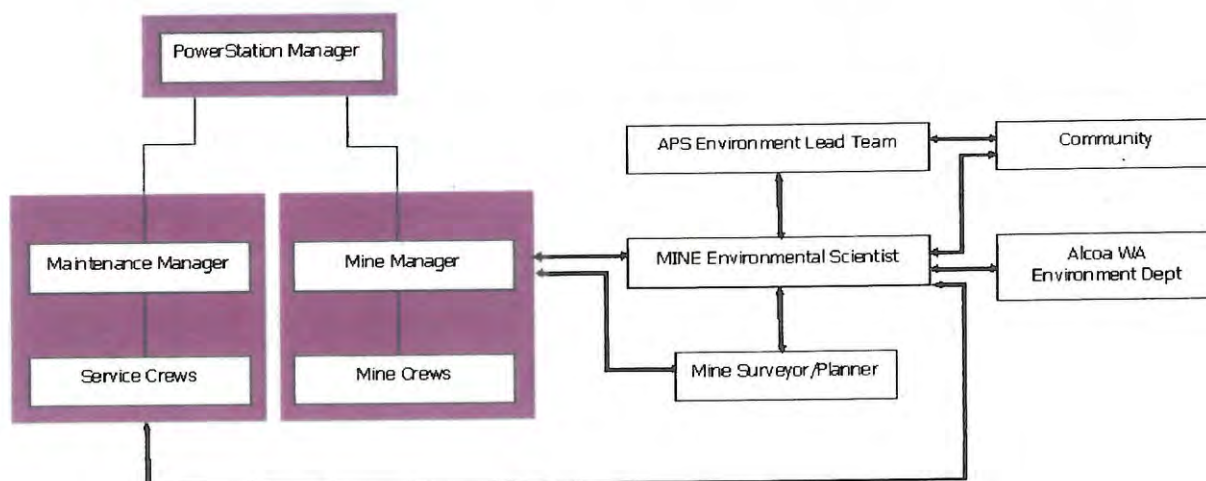 PowerStation Manager
APS Environment Lead Team
Community
Maintenance Manager
Mine Manager
MINE Environmental Scientist
Alcoa WA
Environment Dept
Service Crews
Mine Crews
Mine Surveyor/Planner